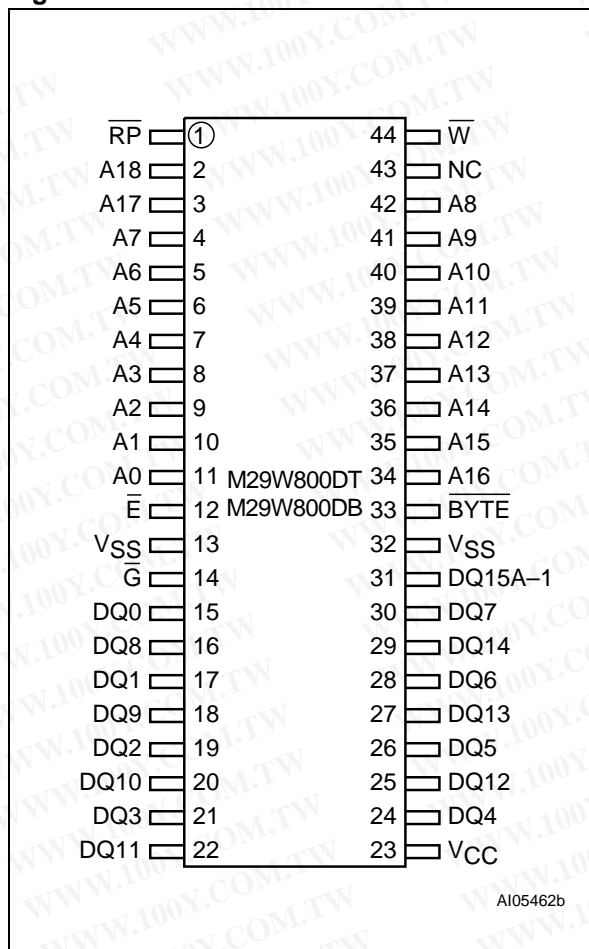 R̅P̅ 1 44 W̅
A18 2 43 NC
A17 3 42 A8
A7 4 41 A9
A6 5 40 A10
A5 6 39 A11
A4 7 38 A12
A3 8 37 A13
A2 9 36 A14
A1 10 35 A15
A0 11 M29W800DT 34 A16
E̅ 12 M29W800DB 33 B̅Y̅T̅E̅
VSS 13 32 VSS
G̅ 14 31 DQ15A–1
DQ0 15 30 DQ7
DQ8 16 29 DQ14
DQ1 17 28 DQ6
DQ9 18 27 DQ13
DQ2 19 26 DQ5
DQ10 20 25 DQ12
DQ3 21 24 DQ4
DQ11 22 23 VCC
AI05462b
WWW.100Y.COM.TW